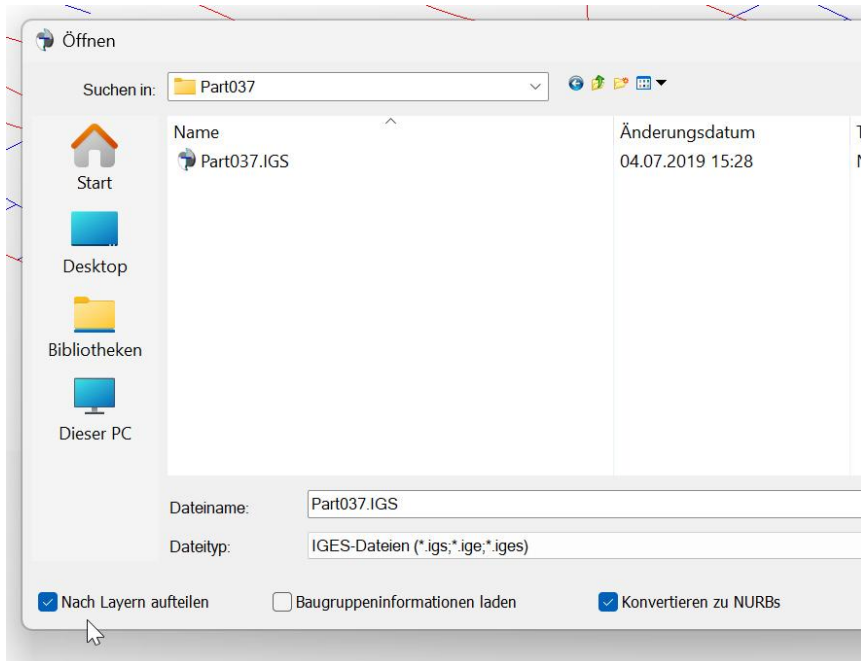 Öffnen
Suchen in: Part037
Name Änderungsdatum
Part037.IGS 04.07.2019 15:28
Start
Desktop
Bibliotheken
Dieser PC
Dateiname: Part037.IGS
Dateityp: IGES-Dateien (*.igs;*.ige;*.iges)
Nach Layern aufteilen Baugruppeninformationen laden Konvertieren zu NURBs